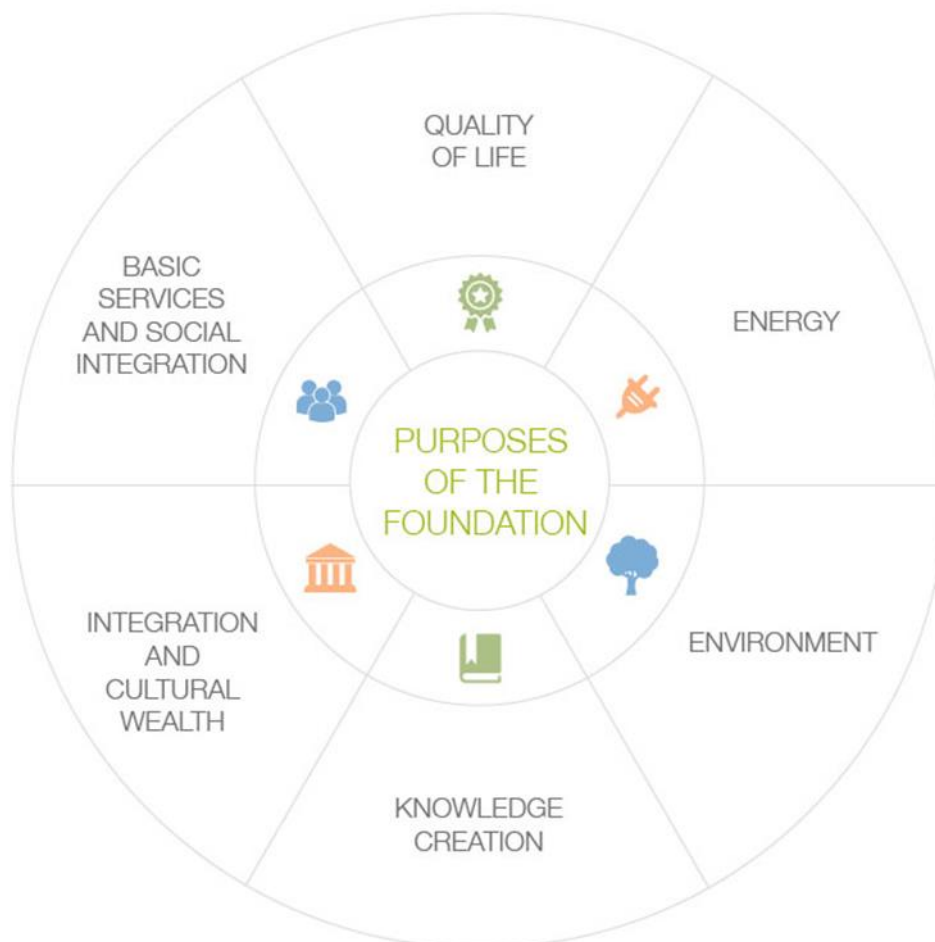 QUALITY
OF LIFE
ENERGY
ENVIRONMENT
KNOWLEDGE
CREATION
INTEGRATION
AND
CULTURAL
WEALTH
BASIC
SERVICES
AND SOCIAL
INTEGRATION
PURPOSES
OF THE
FOUNDATION